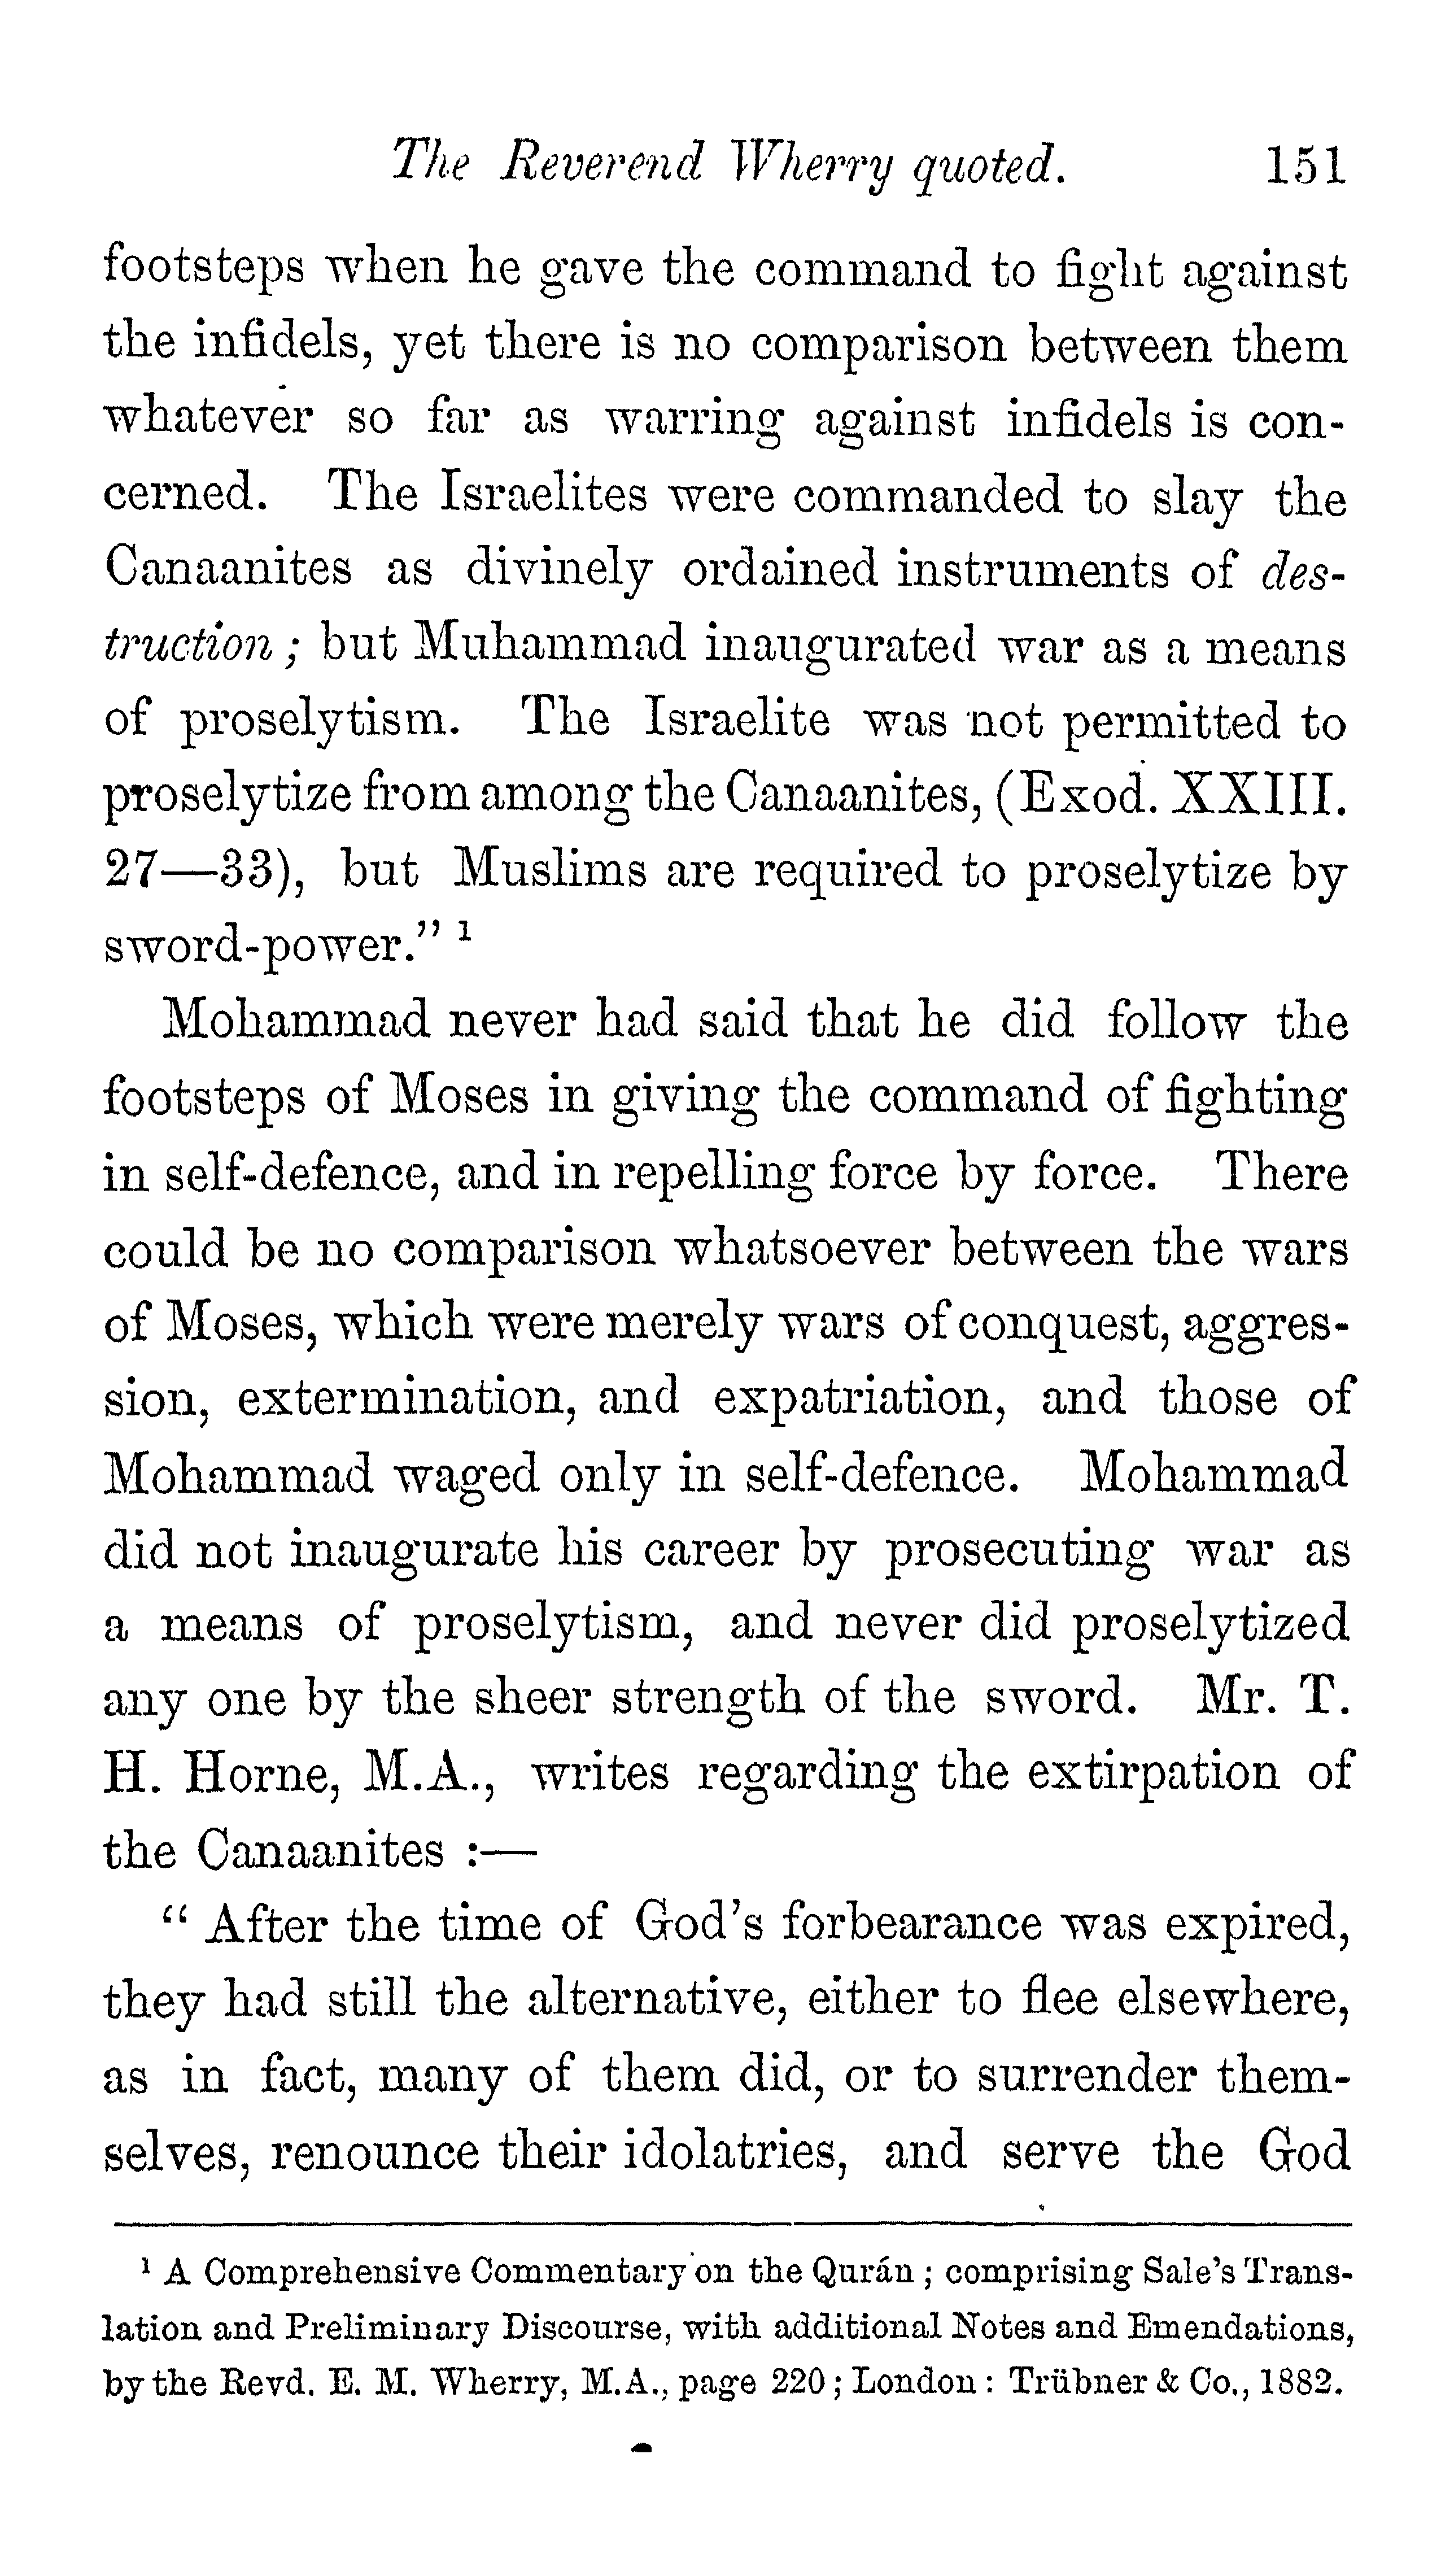 The Reverend Wherry quoted. 151
footsteps when he gave the command to fight against
the infidels, yet there is no comparison between them
whatever so far as warring against infidels is con-
cerned. The Israelites were commanded to slay the
Canaanites as divinely ordained instruments of des-
truction; but Muhammad inaugurated war as a means
of proselytism. The Israelite was not permitted to
proselytize from among the Canaanites, (Exod. XXIII.
27—33), but Muslims are required to proselytize by
sword-power.” ¹
Mohammad never had said that he did follow the
footsteps of Moses in giving the command of fighting
in self-defence, and in repelling force by force. There
could be no comparison whatsoever between the wars
of Moses, which were merely wars of conquest, aggres-
sion, extermination, and expatriation, and those of
Mohammad waged only in self-defence. Mohammad
did not inaugurate his career by prosecuting war as
a means of proselytism, and never did proselytized
any one by the sheer strength of the sword. Mr. T.
H. Horne, M.A., writes regarding the extirpation of
the Canaanites :—
“ After the time of God’s forbearance was expired,
they had still the alternative, either to flee elsewhere,
as in fact, many of them did, or to surrender them-
selves, renounce their idolatries, and serve the God
¹ A Comprehensive Commentary on the Qurán ; comprising Sale’s Trans-
lation and Preliminary Discourse, with additional Notes and Emendations,
by the Revd. E. M. Wherry, M.A., page 220 ; London : Trübner & Co., 1882.